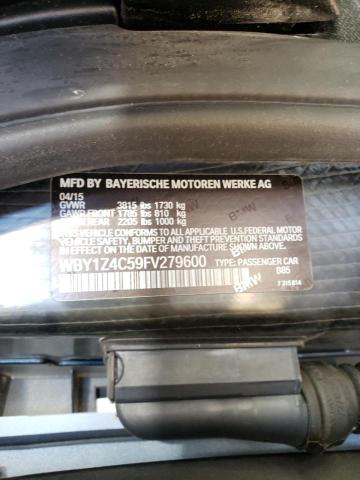 MFD BY BAYERISCHE MOTOREN WERKE AG
04/15
GVWR 3815 lbs 1730 kg
GAWR FRONT 1785 lbs 810 kg
GAWR REAR 2205 lbs 1000 kg
THIS VEHICLE CONFORMS TO ALL APPLICABLE U.S.FEDERAL MOTOR
VEHICLE SAFETY, BUMPER, AND THEFT PREVENTION STANDARDS IN
EFFECT ON THE DATE OF MANUFACTURE SHOWN ABOVE.
WBY1Z4C59FV279600 TYPE: PASSENGER CAR
B85
7 315 814
BMW
BMW
BMW